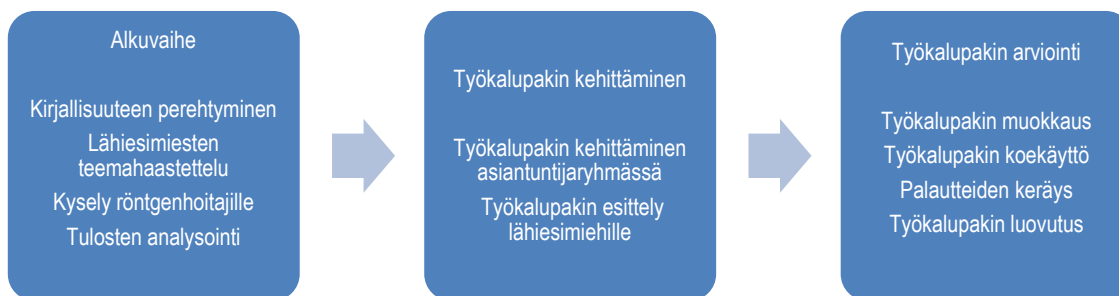 Alkuvaihe
Kirjallisuuteen perehtyminen
Lähiesimiesten
teemahaastettelu
Kysely röntgenhoitajille
Tulosten analysointi
Työkalupakin kehittäminen
Työkalupakin kehittäminen
asiantuntijaryhmässä
Työkalupakin esittely
lähiesimiehille
Työkalupakin arviointi
Työkalupakin muokkaus
Työkalupakin koekäyttö
Palautteiden keräys
Työkalupakin luovutus